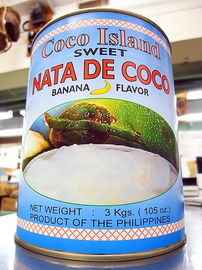 Coco Island
SWEET
NATA DE COCO
BANANA FLAVOR
NET WEIGHT : 3 Kgs. ( 105 oz.)
PRODUCT OF THE PHILIPPINES